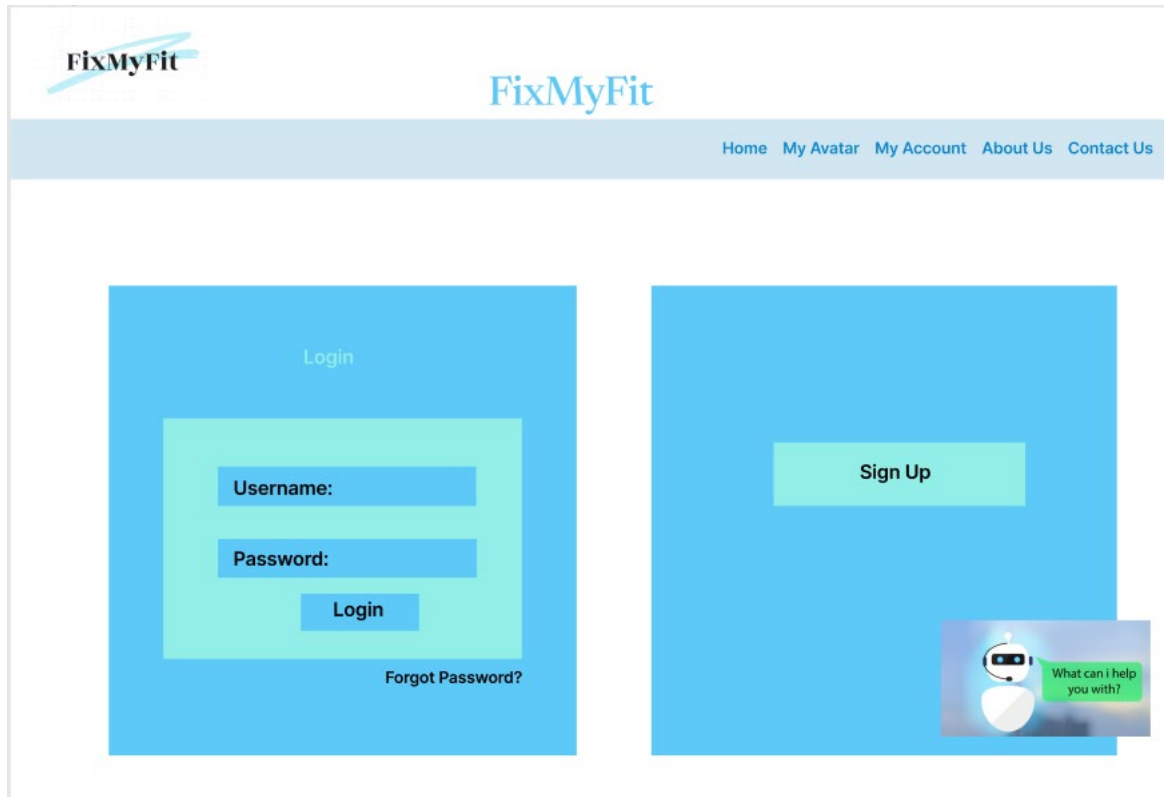 FixMyFit
FixMyFit
Home My Avatar My Account About Us Contact Us
Login
Username:
Password:
Login
Forgot Password?
Sign Up
What can i help
you with?